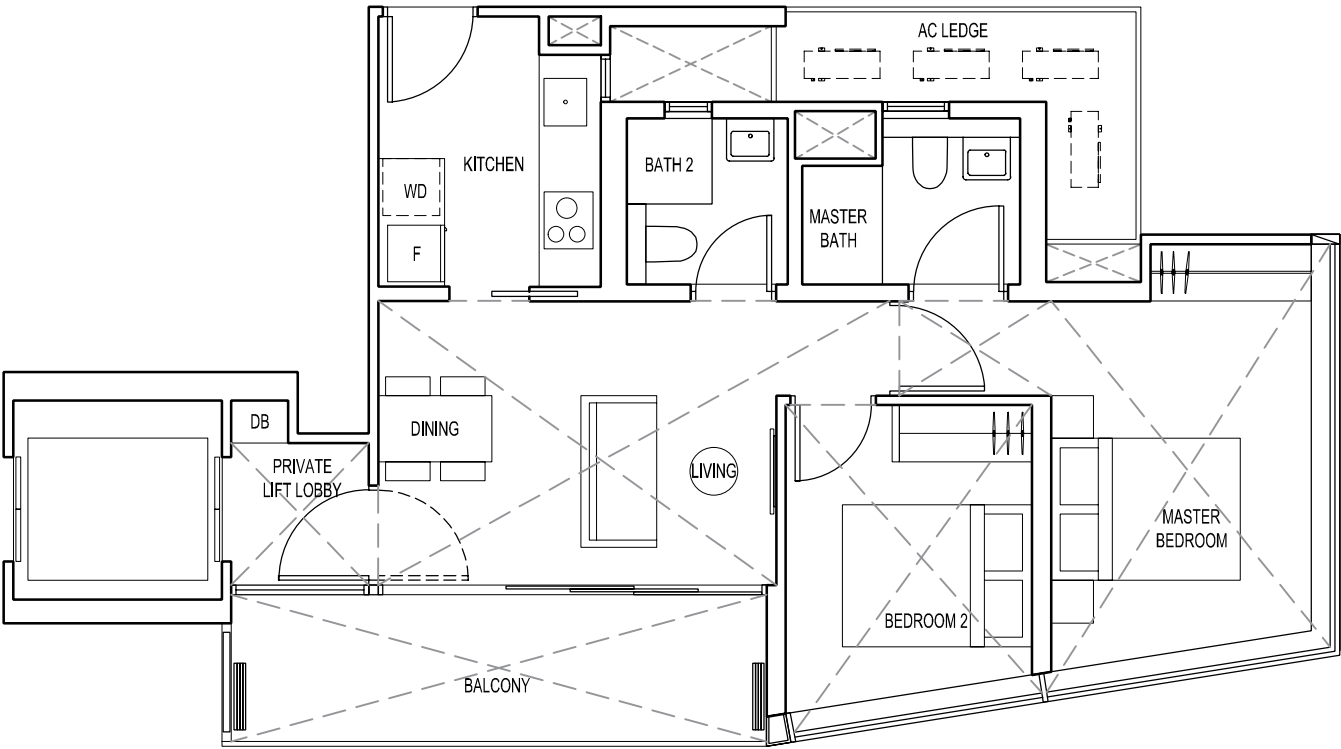 AC LEDGE
KITCHEN
BATH 2
WD
MASTER
BATH
F
DB
DINING
PRIVATE
LIFT LOBBY
LIVING
MASTER
BEDROOM
BEDROOM 2
BALCONY